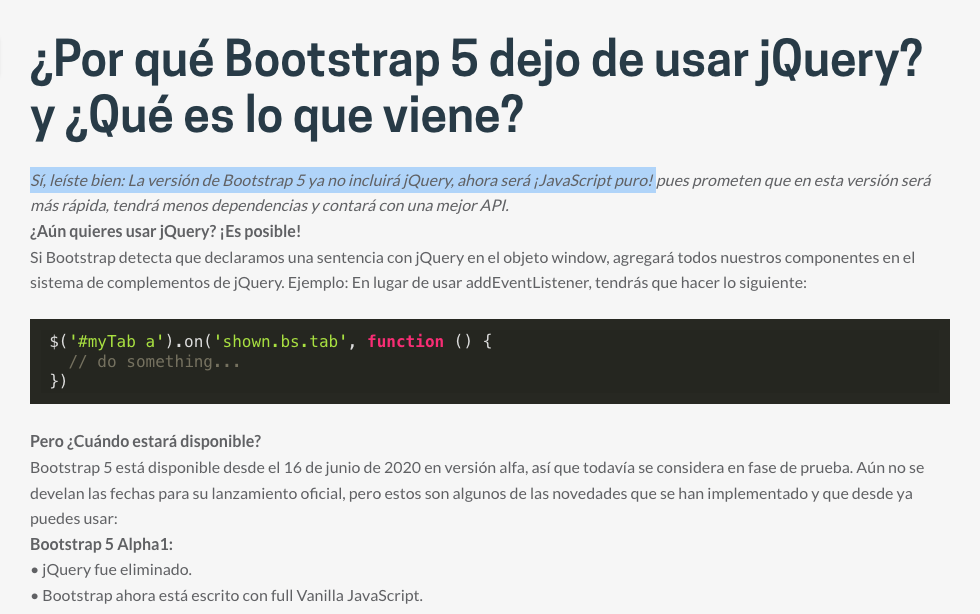 ¿Por qué Bootstrap 5 dejo de usar jQuery?
y ¿Qué es lo que viene?
Sí, leíste bien: La versión de Bootstrap 5 ya no incluirá jQuery, ahora será ¡JavaScript puro! pues prometen que en esta versión será
más rápida, tendrá menos dependencias y contará con una mejor API.
¿Aún quieres usar jQuery? ¡Es posible!
Si Bootstrap detecta que declaramos una sentencia con jQuery en el objeto window, agregará todos nuestros componentes en el
sistema de complementos de jQuery. Ejemplo: En lugar de usar addEventListener, tendrás que hacer lo siguiente:
$('#myTab a').on('shown.bs.tab', function () {
  // do something...
})
Pero ¿Cuándo estará disponible?
Bootstrap 5 está disponible desde el 16 de junio de 2020 en versión alfa, así que todavía se considera en fase de prueba. Aún no se
develan las fechas para su lanzamiento oficial, pero estos son algunos de las novedades que se han implementado y que desde ya
puedes usar:
Bootstrap 5 Alpha1:
• jQuery fue eliminado.
• Bootstrap ahora está escrito con full Vanilla JavaScript.